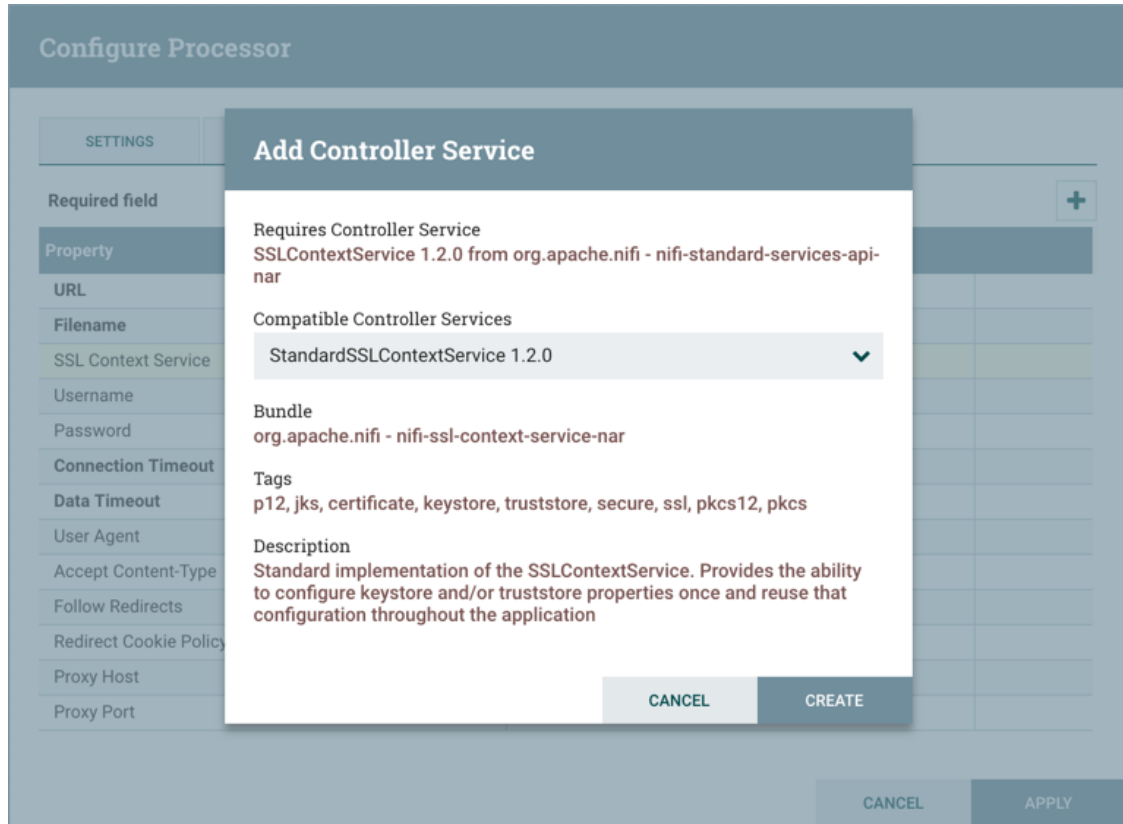 Configure Processor
SETTINGS
Required field
Property
URL
Filename
SSL Context Service
Username
Password
Connection Timeout
Data Timeout
User Agent
Accept Content-Type
Follow Redirects
Redirect Cookie Policy
Proxy Host
Proxy Port
Add Controller Service
Requires Controller Service
SSLContextService 1.2.0 from org.apache.nifi - nifi-standard-services-api-
nar
Compatible Controller Services
StandardSSLContextService 1.2.0
Bundle
org.apache.nifi - nifi-ssl-context-service-nar
Tags
p12, jks, certificate, keystore, truststore, secure, ssl, pkcs12, pkcs
Description
Standard implementation of the SSLContextService. Provides the ability
to configure keystore and/or truststore properties once and reuse that
configuration throughout the application
CANCEL
CREATE
CANCEL
APPLY